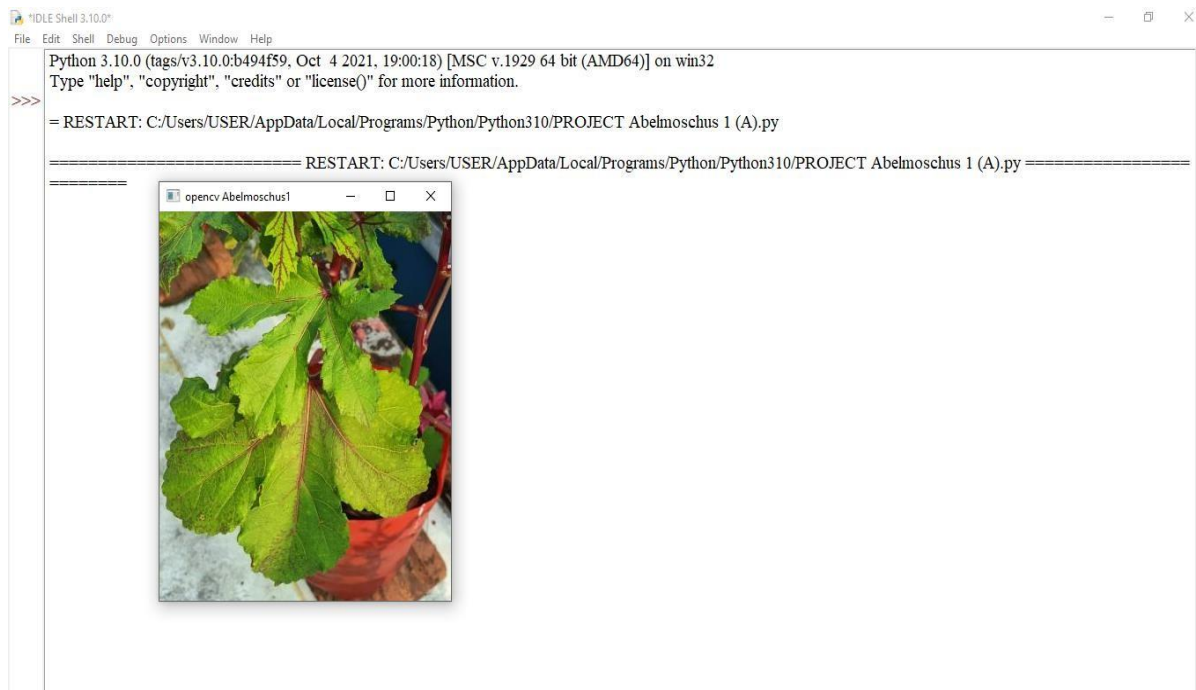 *IDLE Shell 3.10.0*
File Edit Shell Debug Options Window Help
Python 3.10.0 (tags/v3.10.0:b494f59, Oct  4 2021, 19:00:18) [MSC v.1929 64 bit (AMD64)] on win32
Type "help", "copyright", "credits" or "license()" for more information.
>>>
= RESTART: C:/Users/USER/AppData/Local/Programs/Python/Python310/PROJECT Abelmoschus 1 (A).py
========================== RESTART: C:/Users/USER/AppData/Local/Programs/Python/Python310/PROJECT Abelmoschus 1 (A).py =================
========
opencv Abelmoschus1